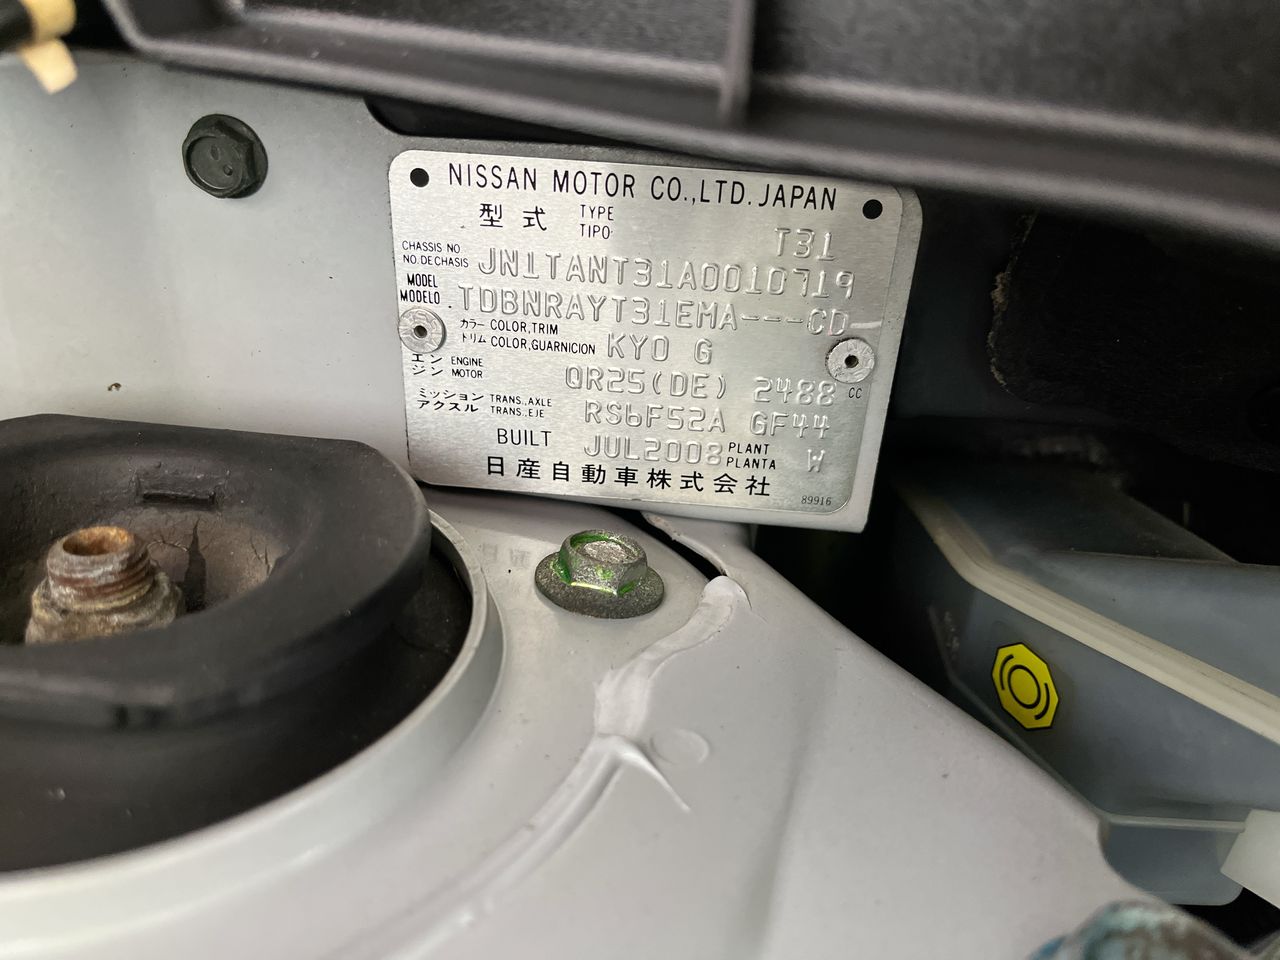 NISSAN MOTOR CO.,LTD. JAPAN
型式 TYPE TIPO T31
CHASSIS NO
NO. DE CHASIS JN1TANT31A0010719
MODEL
MODELO TDBNRAYT31EMA---CD
カラー COLOR,TRIM
トリム COLOR,GUARNICION KY0 G
エン ENGINE
ジン MOTOR QR25(DE) 2488 CC
ミッション TRANS.,AXLE
アクスル TRANS.,EJE RS6F52A GF44
BUILT JUL2008 PLANT PLANTA W
日産自動車株式会社
89916